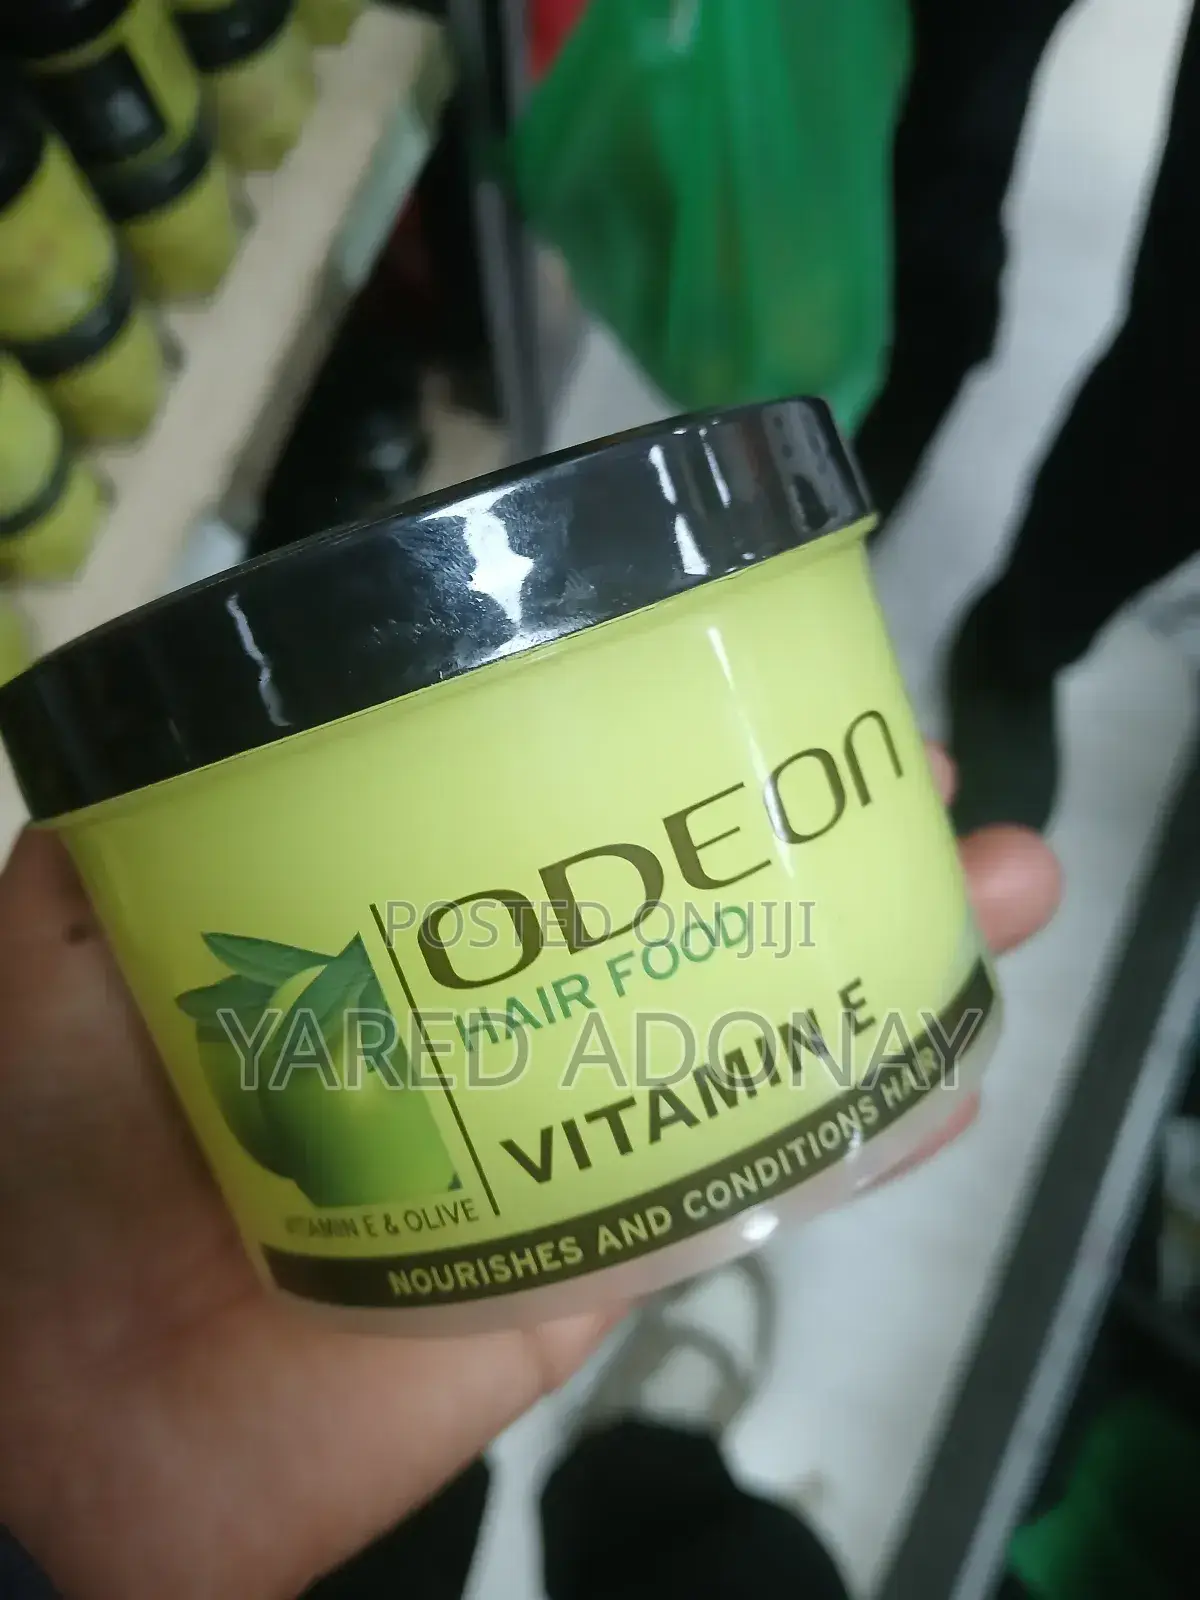 ODEON
HAIR FOOD
VITAMIN E
VITAMIN E & OLIVE
NOURISHES AND CONDITIONS HAIR
POSTED ON JIJI
YARED ADONAY